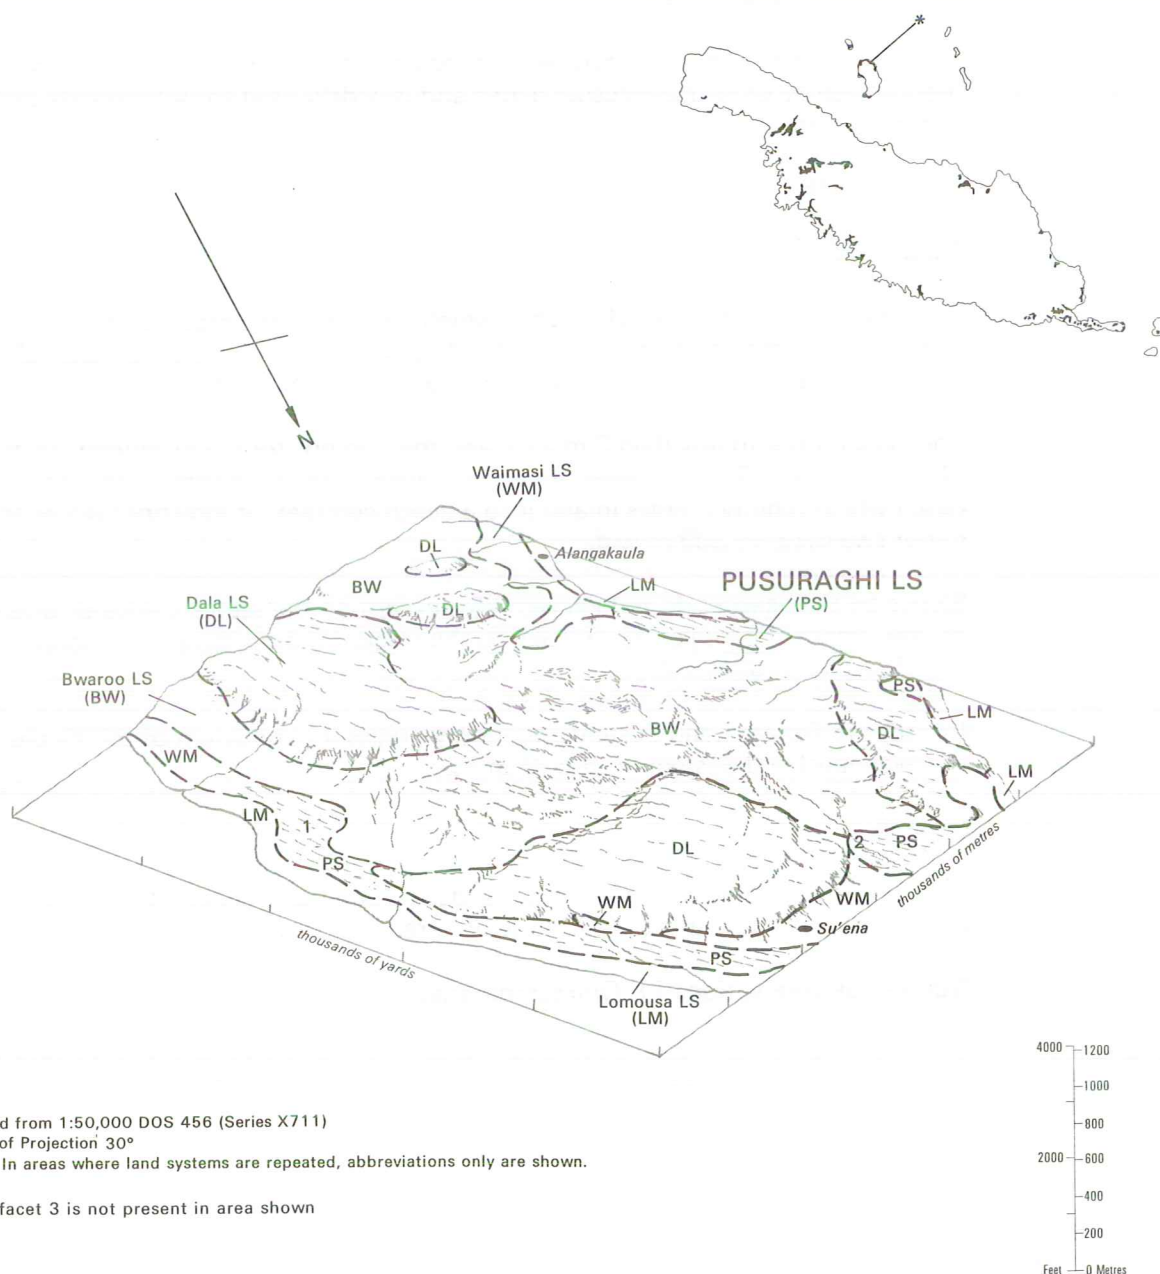 *
N
Waimasi LS
(WM)
DL
Alangakaula
BW
LM
PUSURAGHI LS
(PS)
Dala LS
(DL)
DL
Bwaroo LS
(BW)
PS
LM
BW
DL
WM
LM
LM
1
PS
DL
2
PS
thousands of metres
WM
WM
Su'ena
PS
thousands of yards
Lomousa LS
(LM)
4000
1200
1000
800
2000
600
400
200
Feet
0 Metres
d from 1:50,000 DOS 456 (Series X711)
of Projection 30°
In areas where land systems are repeated, abbreviations only are shown.
facet 3 is not present in area shown